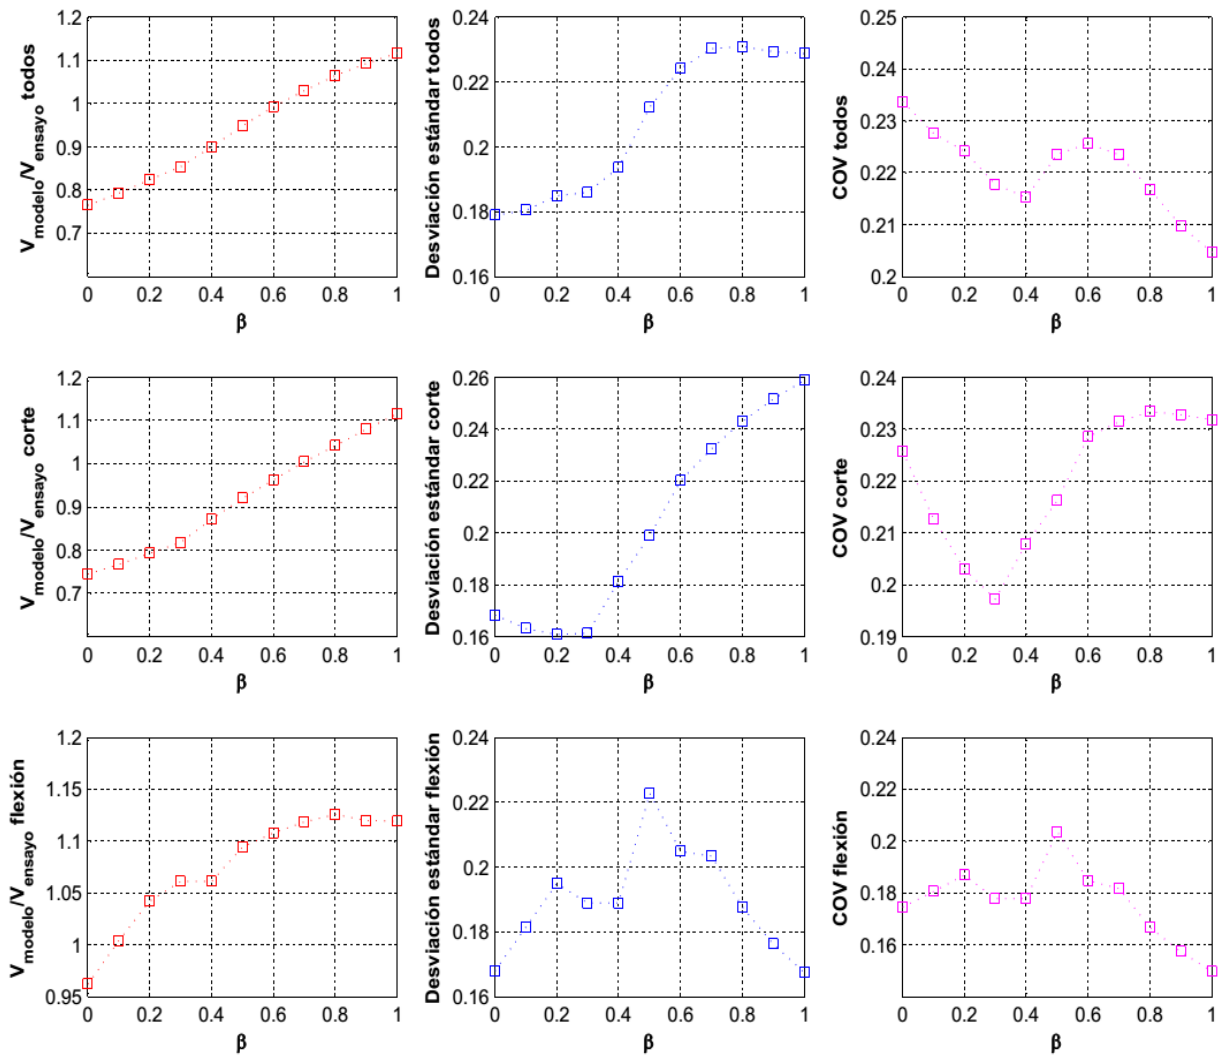 1.2
1.1
1
0.9
0.8
0.7
0 0.2 0.4 0.6 0.8 1
β
Vmodelo/Vensayo todos
0.24
0.22
0.2
0.18
0.16
0 0.2 0.4 0.6 0.8 1
β
Desviación estándar todos
0.25
0.24
0.23
0.22
0.21
0.2
0 0.2 0.4 0.6 0.8 1
β
COV todos
1.2
1.1
1
0.9
0.8
0.7
0 0.2 0.4 0.6 0.8 1
β
Vmodelo/Vensayo corte
0.26
0.24
0.22
0.2
0.18
0.16
0 0.2 0.4 0.6 0.8 1
β
Desviación estándar corte
0.24
0.23
0.22
0.21
0.2
0.19
0 0.2 0.4 0.6 0.8 1
β
COV corte
1.2
1.15
1.1
1.05
1
0.95
0 0.2 0.4 0.6 0.8 1
β
Vmodelo/Vensayo flexión
0.24
0.22
0.2
0.18
0.16
0 0.2 0.4 0.6 0.8 1
β
Desviación estándar flexión
0.24
0.2
0.18
0.16
0 0.2 0.4 0.6 0.8 1
β
COV flexión